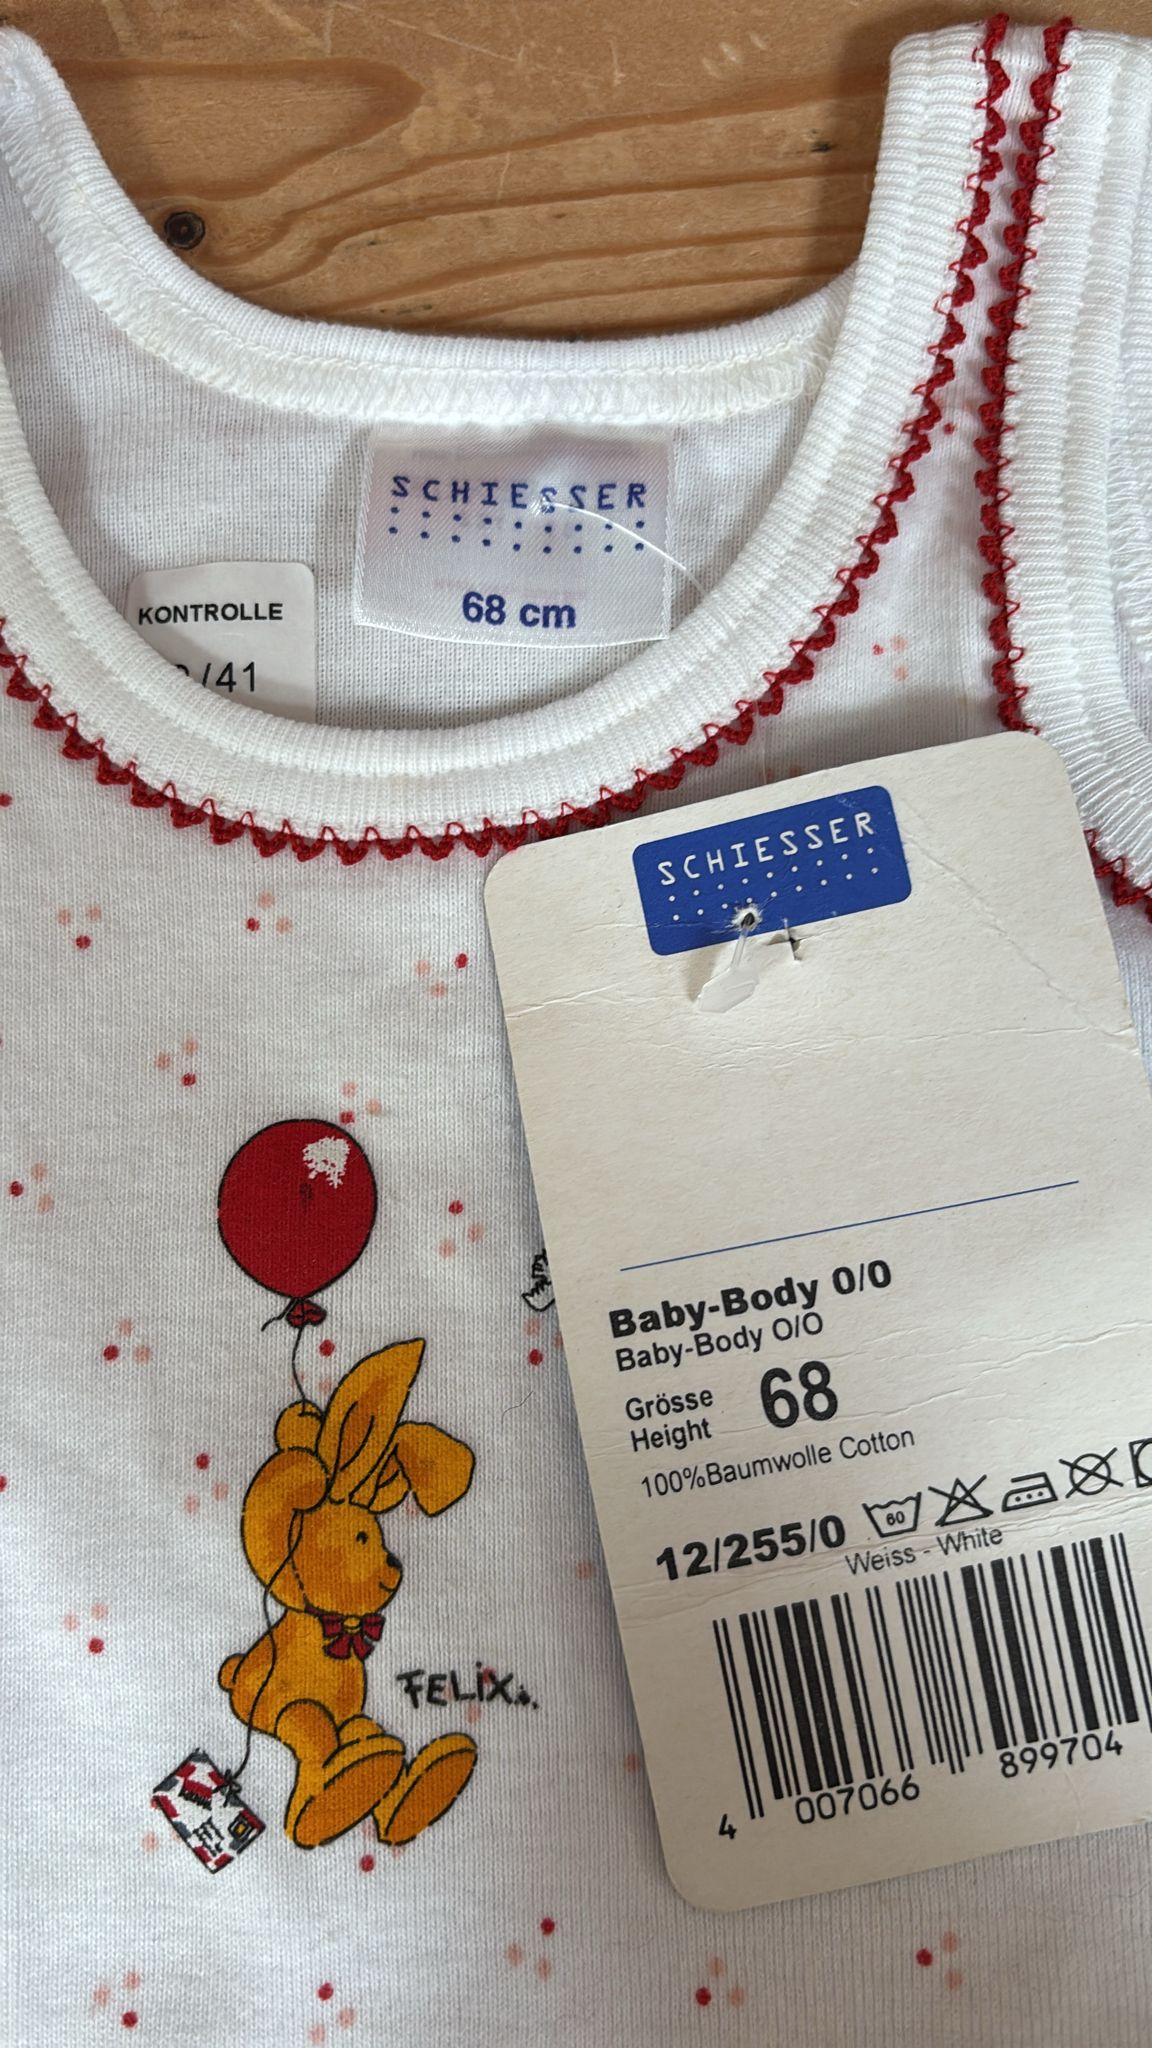 SCHIESSER
68 cm
KONTROLLE
/41
SCHIESSER
Baby-Body 0/0
Baby-Body O/O
Grösse
Height
68
100%Baumwolle Cotton
12/255/0
60
Weiss - White
4 007066 899704
FELIX